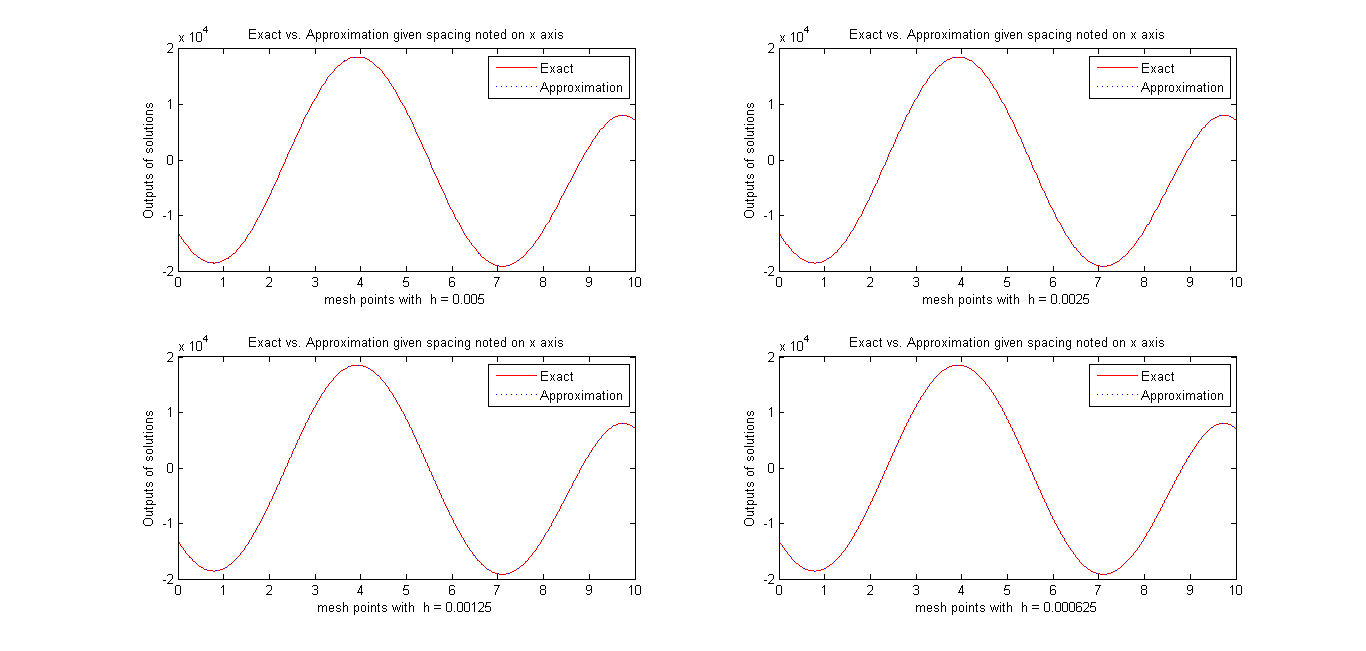 Exact vs. Approximation given spacing noted on x axis
x 10^4
2
1
0
-1
-2
Outputs of solutions
Exact
Approximation
0 1 2 3 4 5 6 7 8 9 10
mesh points with h = 0.005
Exact vs. Approximation given spacing noted on x axis
x 10^4
2
1
0
-1
-2
Outputs of solutions
Exact
Approximation
0 1 2 3 4 5 6 7 8 9 10
mesh points with h = 0.0025
Exact vs. Approximation given spacing noted on x axis
x 10^4
2
1
0
-1
-2
Outputs of solutions
Exact
Approximation
0 1 2 3 4 5 6 7 8 9 10
mesh points with h = 0.00125
Exact vs. Approximation given spacing noted on x axis
x 10^4
2
1
0
-1
-2
Outputs of solutions
Exact
Approximation
0 1 2 3 4 5 6 7 8 9 10
mesh points with h = 0.000625